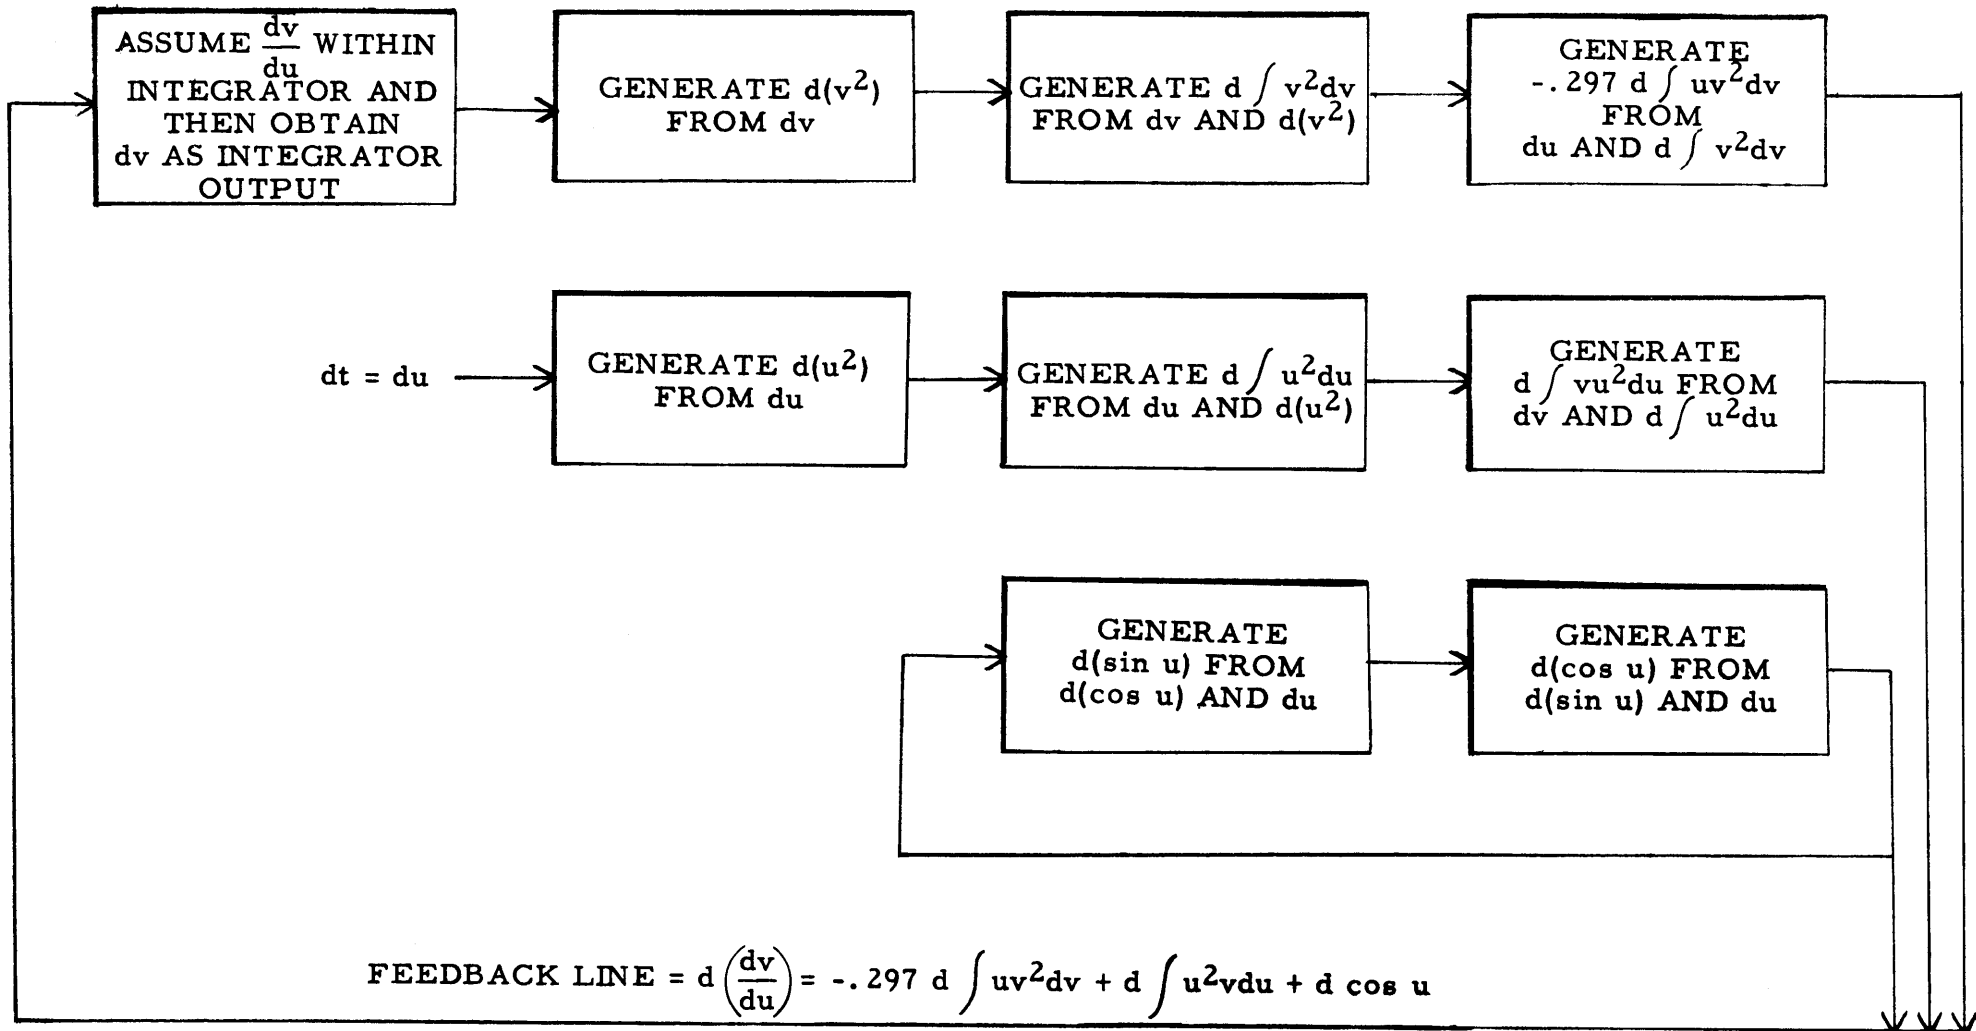 ASSUME dv/du WITHIN
INTEGRATOR AND
THEN OBTAIN
dv AS INTEGRATOR
OUTPUT
GENERATE d(v²)
FROM dv
GENERATE d ∫ v²dv
FROM dv AND d(v²)
GENERATE
-.297 d ∫ uv²dv
FROM
du AND d ∫ v²dv
dt = du
GENERATE d(u²)
FROM du
GENERATE d ∫ u²du
FROM du AND d(u²)
GENERATE
d ∫ vu²du FROM
dv AND d ∫ u²du
GENERATE
d(sin u) FROM
d(cos u) AND du
GENERATE
d(cos u) FROM
d(sin u) AND du
FEEDBACK LINE = d (dv/du) = -.297 d ∫ uv²dv + d ∫ u²vdu + d cos u